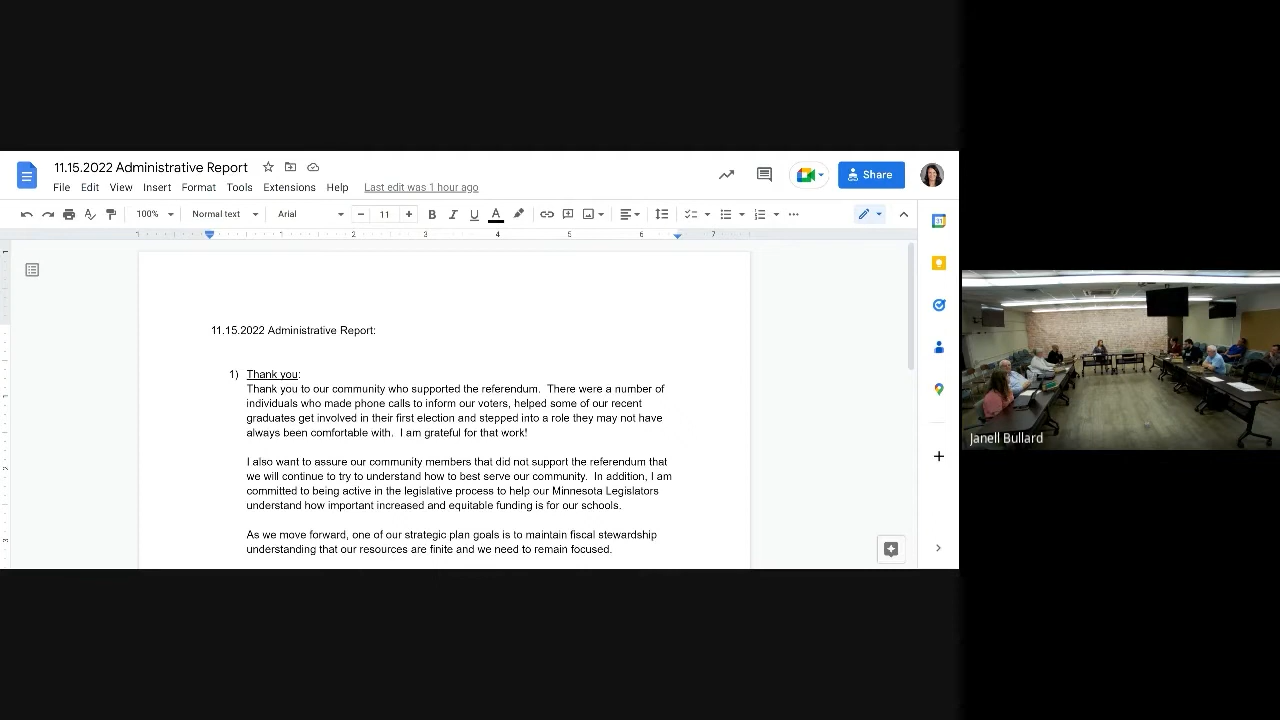 11.15.2022 Administrative Report
File Edit View Insert Format Tools Extensions Help Last edit was 1 hour ago
Share
100% Normal text Arial 11 B I U A
1 1 2 3 4 5 6 7
11.15.2022 Administrative Report:
1) Thank you:
Thank you to our community who supported the referendum. There were a number of
individuals who made phone calls to inform our voters, helped some of our recent
graduates get involved in their first election and stepped into a role they may not have
always been comfortable with. I am grateful for that work!
I also want to assure our community members that did not support the referendum that
we will continue to try to understand how to best serve our community. In addition, I am
committed to being active in the legislative process to help our Minnesota Legislators
understand how important increased and equitable funding is for our schools.
As we move forward, one of our strategic plan goals is to maintain fiscal stewardship
understanding that our resources are finite and we need to remain focused.
Janell Bullard